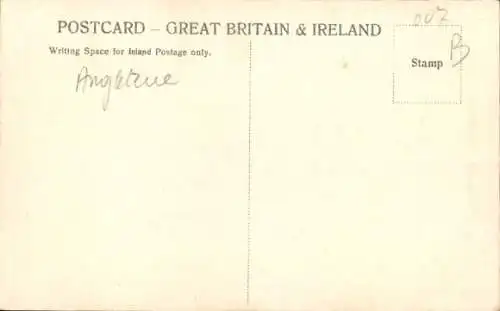 007
POSTCARD – GREAT BRITAIN & IRELAND
Writing Space for Inland Postage only.
B
Stamp
Angleterre